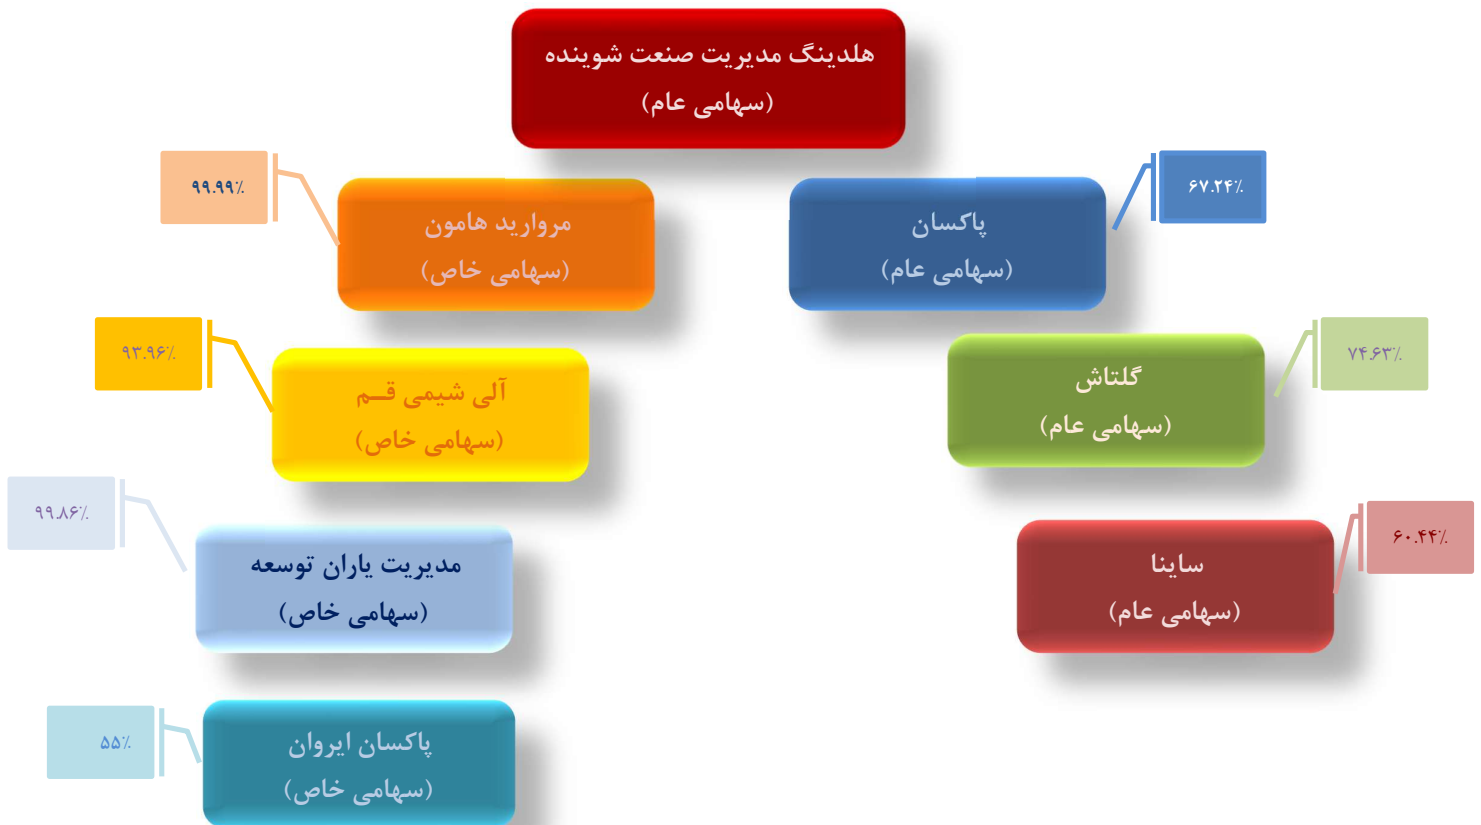 هلدینگ مدیریت صنعت شوینده
(سهامی عام)
۶۷.۲۴٪
پاکسان
(سهامی عام)
۹۹.۹۹٪
مروارید هامون
(سهامی خاص)
۷۴.۶۳٪
گلتاش
(سهامی عام)
۹۳.۹۶٪
آلی شیمی قــم
(سهامی خاص)
۶۰.۴۴٪
ساینا
(سهامی عام)
۹۹.۸۶٪
مدیریت یاران توسعه
(سهامی خاص)
۵۵٪
پاکسان ایروان
(سهامی خاص)